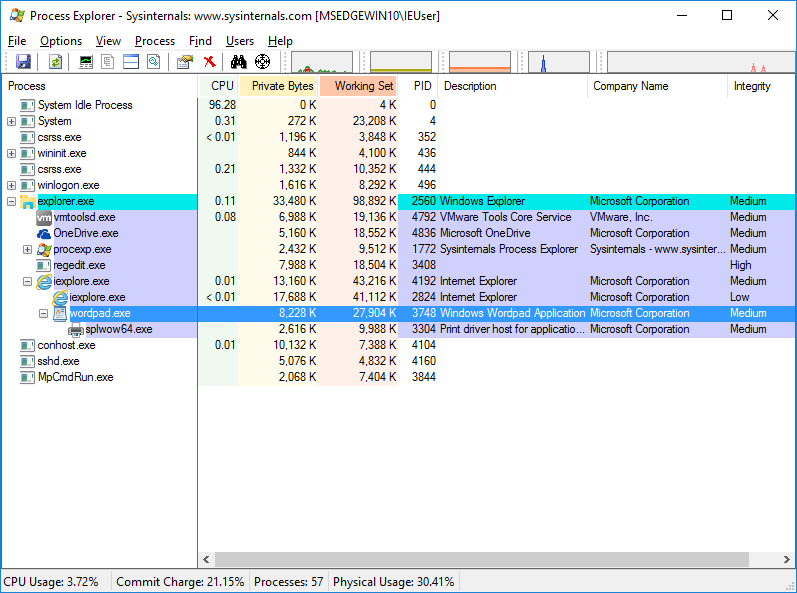 Process Explorer - Sysinternals: www.sysinternals.com [MSEDGEWIN10\IEUser]
File Options View Process Find Users Help
Process CPU Private Bytes Working Set PID Description Company Name Integrity
System Idle Process 96.28 0 K 4 K 0
System 0.31 272 K 23,208 K 4
csrss.exe < 0.01 1,196 K 3,848 K 352
wininit.exe 844 K 4,100 K 436
csrss.exe 0.21 1,332 K 10,352 K 444
winlogon.exe 1,616 K 8,292 K 496
explorer.exe 0.11 33,480 K 98,892 K 2560 Windows Explorer Microsoft Corporation Medium
vm vmtoolsd.exe 0.08 6,988 K 19,136 K 4792 VMware Tools Core Service VMware, Inc. Medium
OneDrive.exe 5,160 K 18,552 K 4836 Microsoft OneDrive Microsoft Corporation Medium
procexp.exe 2,432 K 9,512 K 1772 Sysinternals Process Explorer Sysinternals - www.sysinter... Medium
regedit.exe 7,988 K 18,504 K 3408 High
iexplore.exe 0.01 13,160 K 43,216 K 4192 Internet Explorer Microsoft Corporation Medium
iexplore.exe < 0.01 17,688 K 41,112 K 2824 Internet Explorer Microsoft Corporation Low
wordpad.exe 8,228 K 27,904 K 3748 Windows Wordpad Application Microsoft Corporation Medium
splwow64.exe 2,616 K 9,988 K 3304 Print driver host for applicatio... Microsoft Corporation Medium
conhost.exe 0.01 10,132 K 7,388 K 4104
sshd.exe 5,076 K 4,832 K 4160
MpCmdRun.exe 2,068 K 7,404 K 3844
CPU Usage: 3.72% Commit Charge: 21.15% Processes: 57 Physical Usage: 30.41%